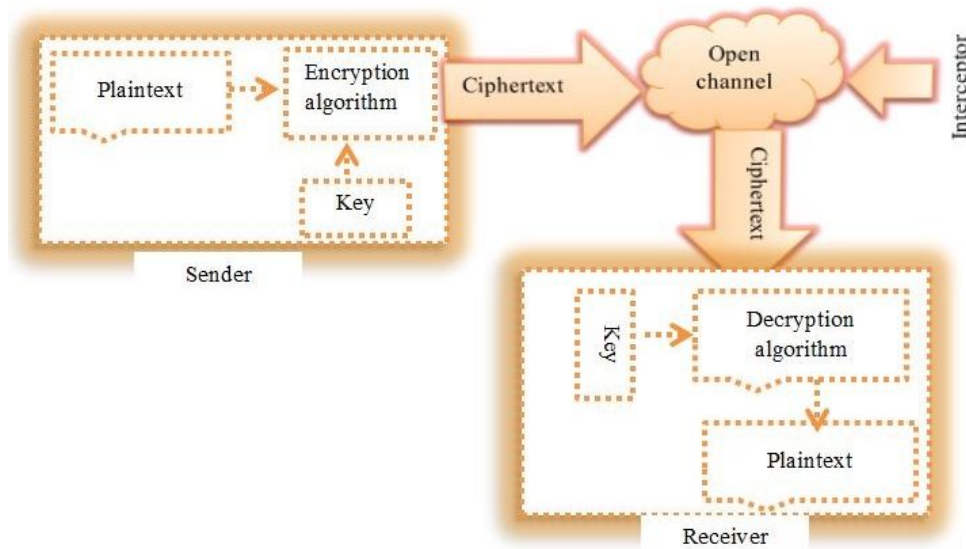 Plaintext
Encryption
algorithm
Key
Sender
Ciphertext
Open
channel
Interceptor
Ciphertext
Key
Decryption
algorithm
Plaintext
Receiver